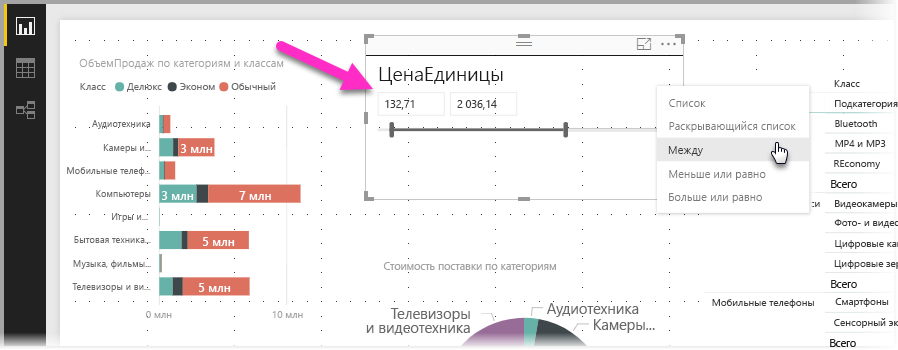 ОбъемПродаж по категориям и классам
Класс Делюкс Эконом Обычный
Аудиотехника
Камеры и...
3 млн
Мобильные телеф...
Компьютеры
3 млн
7 млн
Игры и...
Бытовая техника...
5 млн
Музыка, фильмы...
Телевизоры и ви...
5 млн
0 млн
10 млн
ЦенаЕдиницы
132,71
2 036,14
Список
Раскрывающийся список
Между
Меньше или равно
Больше или равно
Стоимость поставки по категориям
Телевизоры
и видеотехника
Аудиотехника
Камеры...
Класс
Подкатегория
Bluetooth
MP4 и MP3
REconomy
Всего
Видеокамеры
Фото- и видео
Цифровые
Цифровые
Всего
Мобильные телефоны
Смартфоны
Сенсорный
Всего